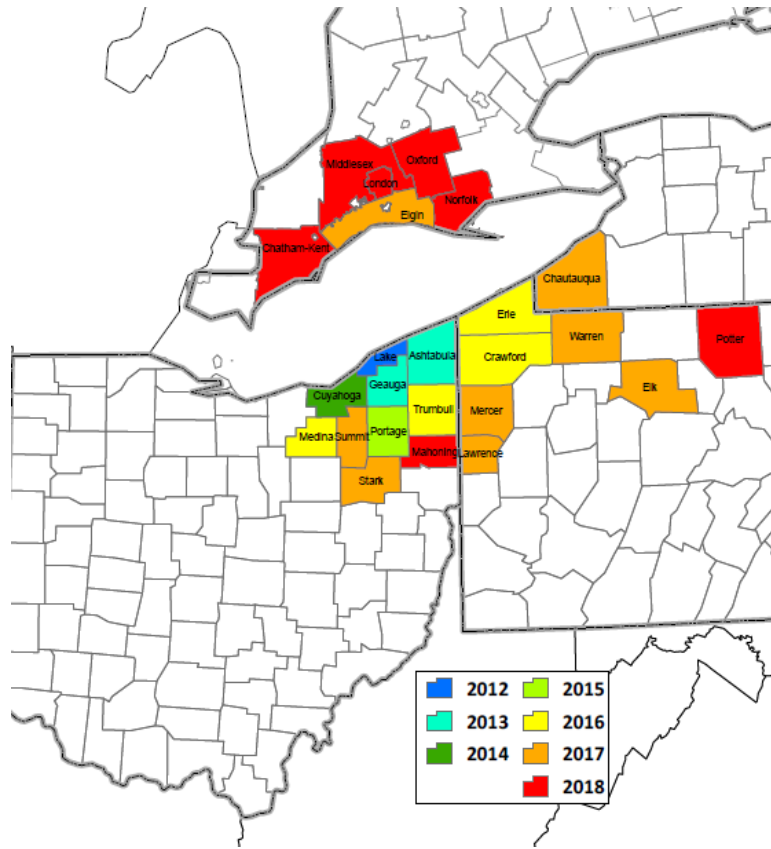 Middlesex
Oxford
London
Norfolk
Elgin
Chatham-Kent
Chautauqua
Erie
Warren
Potter
Lake
Ashtabula
Crawford
Geauga
Elk
Cuyahoga
Mercer
Trumbull
Medina
Summit
Portage
Mahoning
Lawrence
Stark
2012 2015
2013 2016
2014 2017
2018